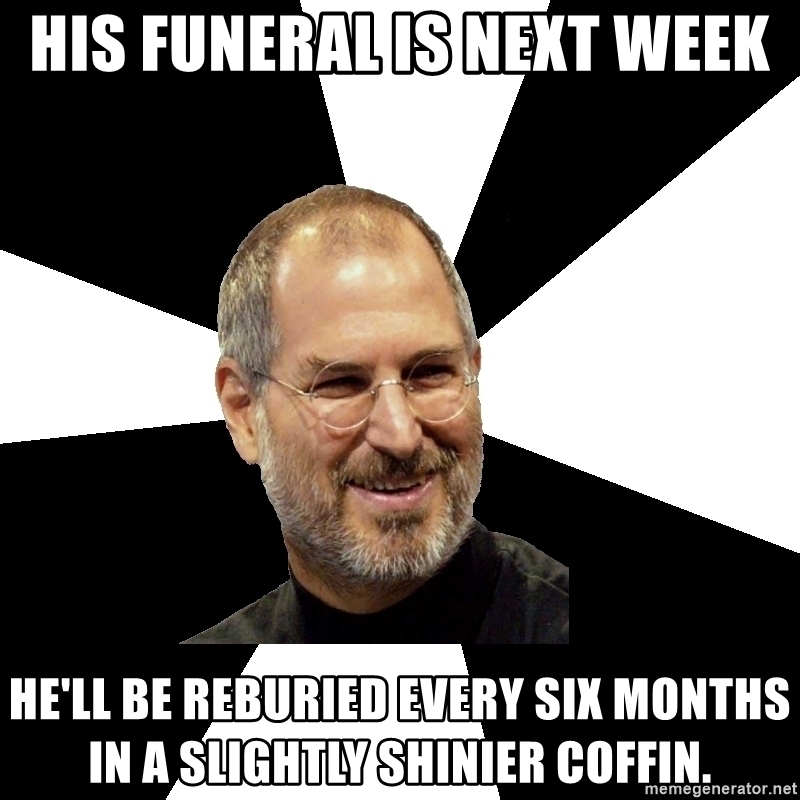 HIS FUNERAL IS NEXT WEEK
HE'LL BE REBURIED EVERY SIX MONTHS
IN A SLIGHTLY SHINIER COFFIN.
memegenerator.net